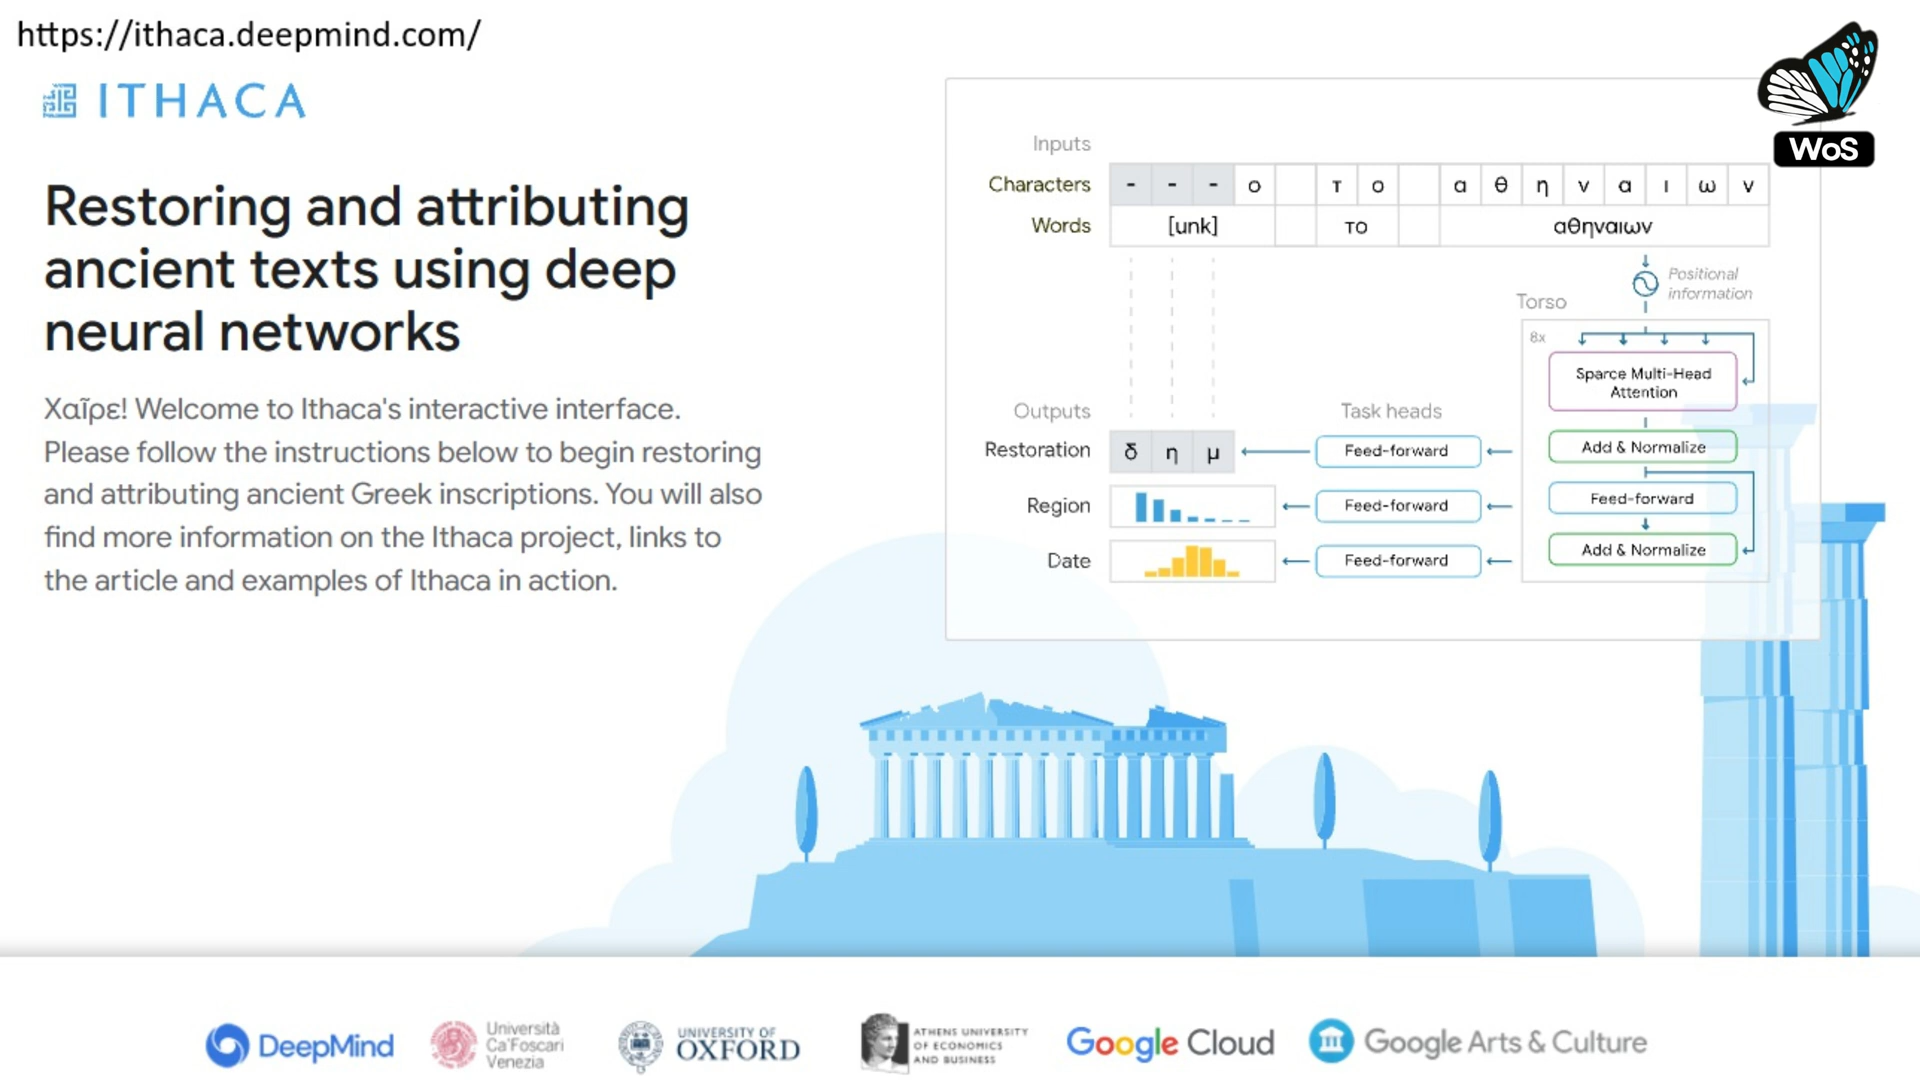 https://ithaca.deepmind.com/
ITHACA
WoS
Restoring and attributing
ancient texts using deep
neural networks
Χαῖρε! Welcome to Ithaca's interactive interface.
Please follow the instructions below to begin restoring
and attributing ancient Greek inscriptions. You will also
find more information on the Ithaca project, links to
the article and examples of Ithaca in action.
Inputs
Characters - - - ο τ ο α θ η ν α ι ω ν
Words [unk] το αθηναιων
Positional
information
Torso
8x
Sparce Multi-Head
Attention
Add & Normalize
Feed-forward
Add & Normalize
Outputs Task heads
Restoration δ η μ Feed-forward
Region Feed-forward
Date Feed-forward
DeepMind
Università
Ca'Foscari
Venezia
UNIVERSITY OF
OXFORD
ATHENS UNIVERSITY
OF ECONOMICS
AND BUSINESS
Google Cloud
Google Arts & Culture